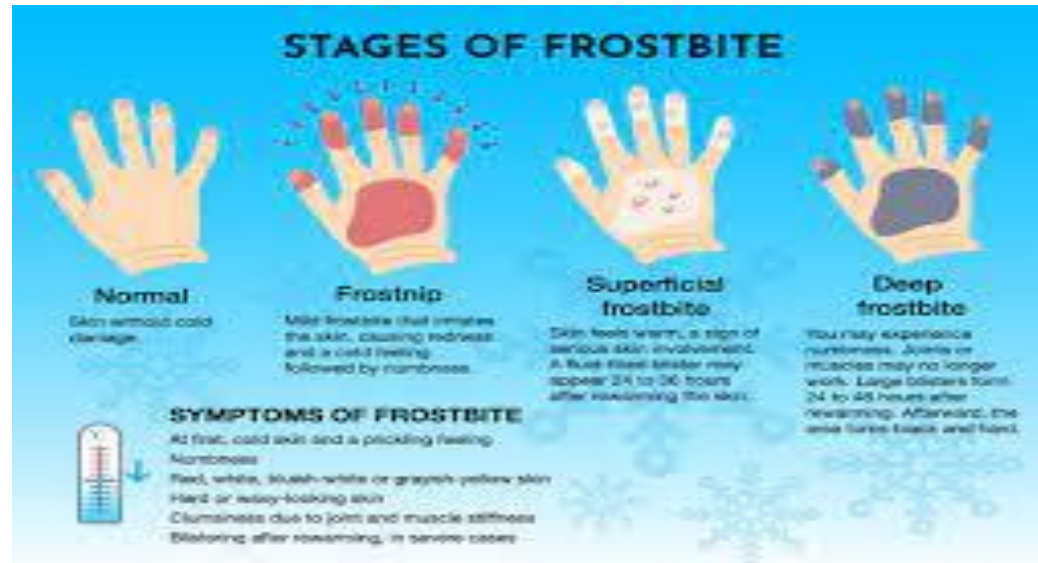 STAGES OF FROSTBITE
Normal
Skin without cold
damage.
Frostnip
Mild frostbite that irritates
the skin, causing redness
and a cold feeling
followed by numbness.
Superficial
frostbite
Skin feels warm, a sign of
serious skin involvement.
A fluid-filled blister may
appear 24 to 36 hours
after rewarming the skin.
Deep
frostbite
You may experience
numbness. Joints or
muscles may no longer
work. Large blisters form
24 to 48 hours after
rewarming. Afterward, the
area turns black and hard.
SYMPTOMS OF FROSTBITE
At first, cold skin and a prickling feeling
Numbness
Red, white, bluish-white or grayish-yellow skin
Hard or waxy-looking skin
Clumsiness due to joint and muscle stiffness
Blistering after rewarming, in severe cases